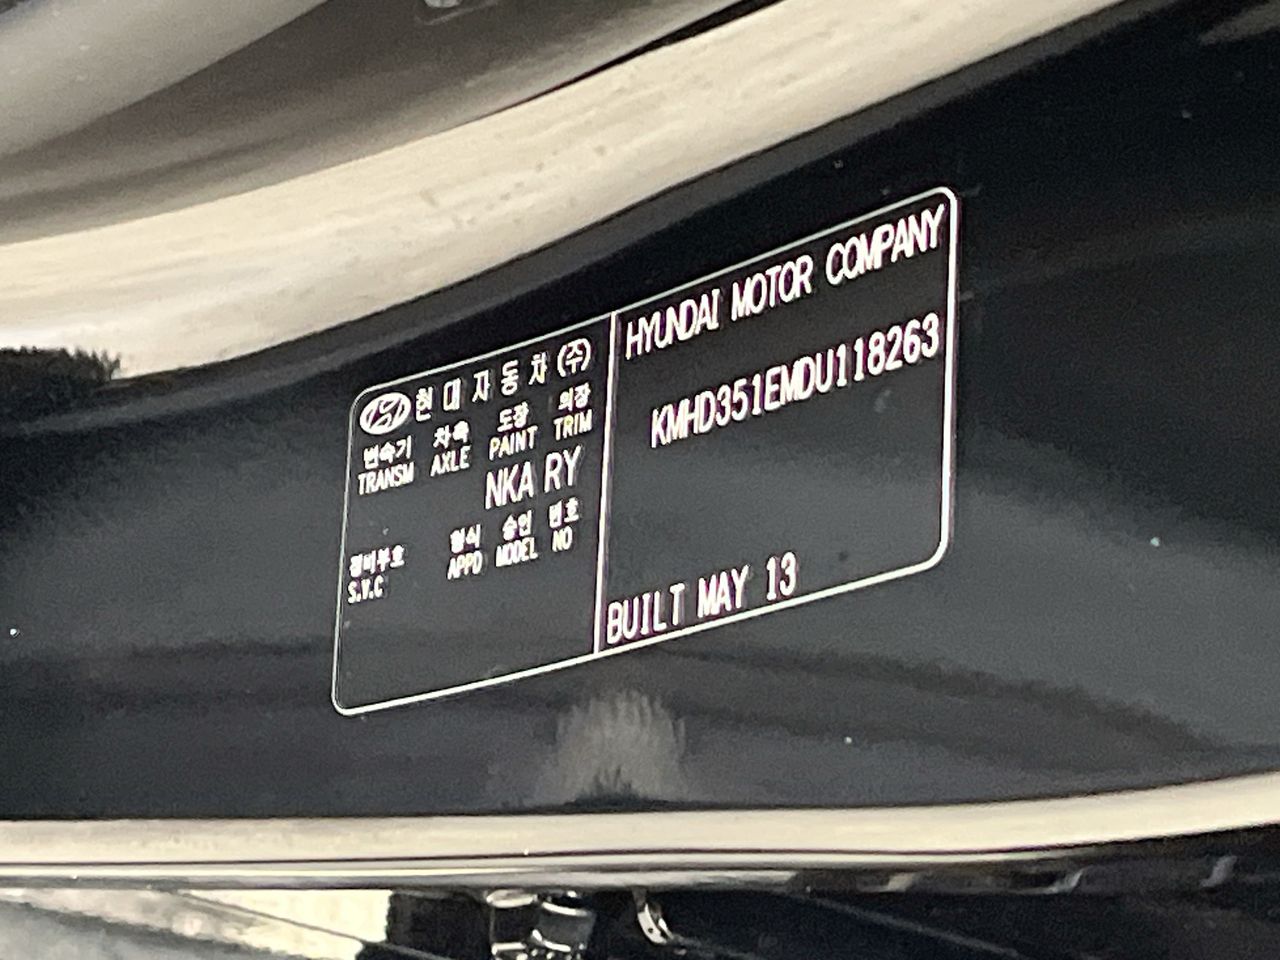 현대자동차(주)
변속기 차축 도장 의장
TRANSM AXLE PAINT TRIM
NKA RY
정비부호 형식 승인 번호
S.V.C APPD MODEL NO
HYUNDAI MOTOR COMPANY
KMHD351EMDU118263
BUILT MAY 13